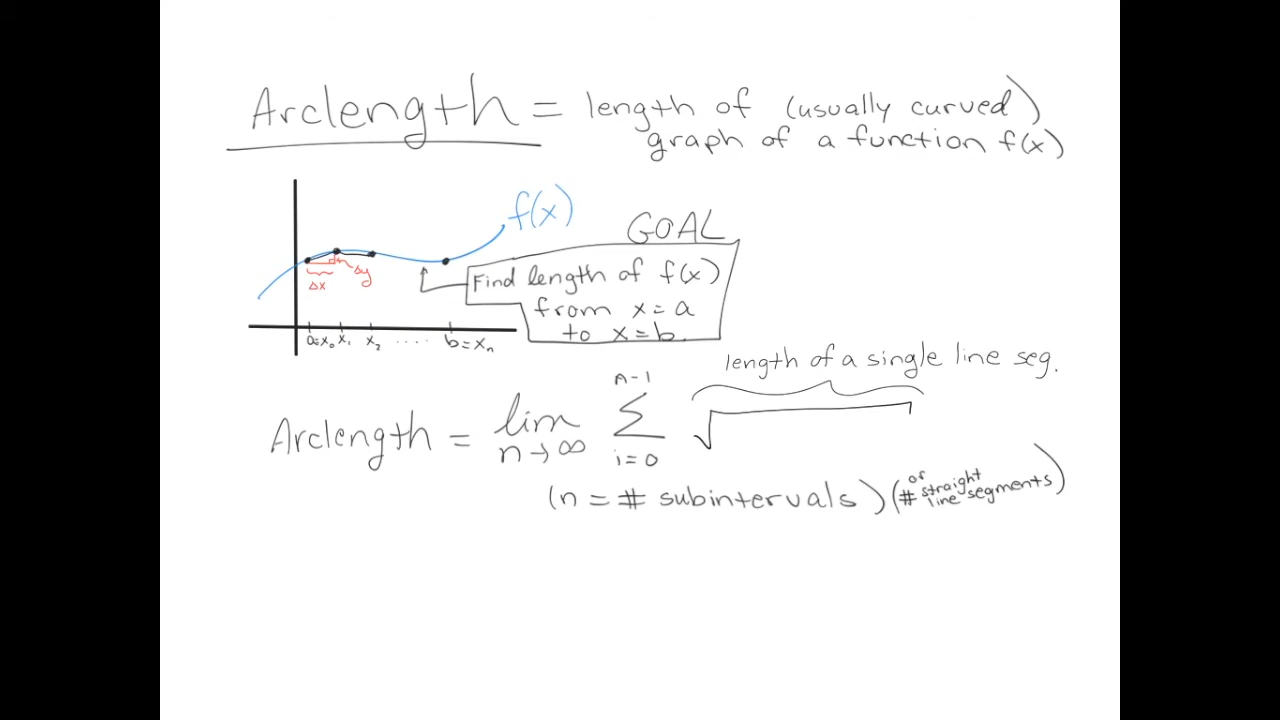 Arclength = length of (usually curved)
graph of a function f(x)
f(x)
GOAL
Find length of f(x)
from x = a
to x = b.
Δy
Δx
a=x₀ x₁ x₂ .... b=xₙ
length of a single line seg.
Arclength = lim n→∞ n-1 Σ i=0 √
(n = # subintervals) (or # straight line segments)